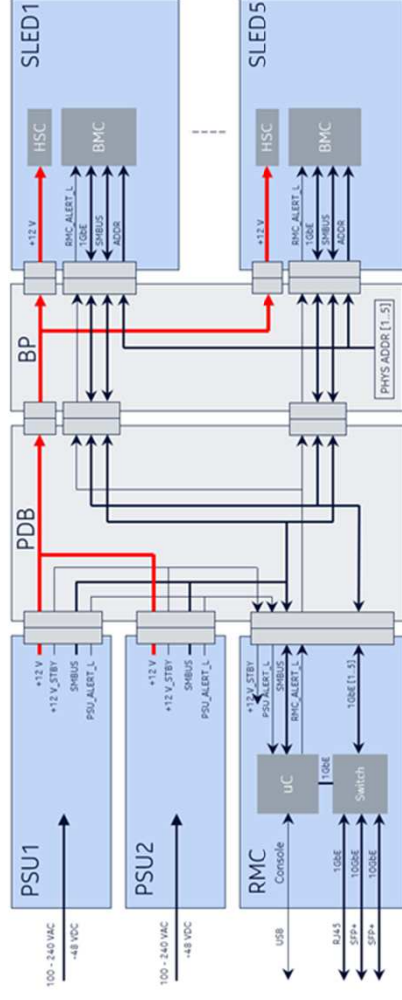 PSU1
100 - 240 VAC
-48 VDC
+12 V
+12 V_STBY
SMBUS
PSU_ALERT_L
PSU2
100 - 240 VAC
-48 VDC
+12 V
+12 V_STBY
SMBUS
PSU_ALERT_L
RMC
USB
Console
uC
+12 V_STBY
PSU_ALERT_L
SMBUS
RMC_ALERT_L
1GbE
Switch
1GbE [1..5]
RJ45
1GbE
SFP+
10GbE
SFP+
10GbE
PDB
BP
PHYS ADDR [1..5]
SLED1
+12 V
HSC
RMC_ALERT_L
1GbE
SMBUS
ADDR
BMC
SLED5
+12 V
HSC
RMC_ALERT_L
1GbE
SMBUS
ADDR
BMC